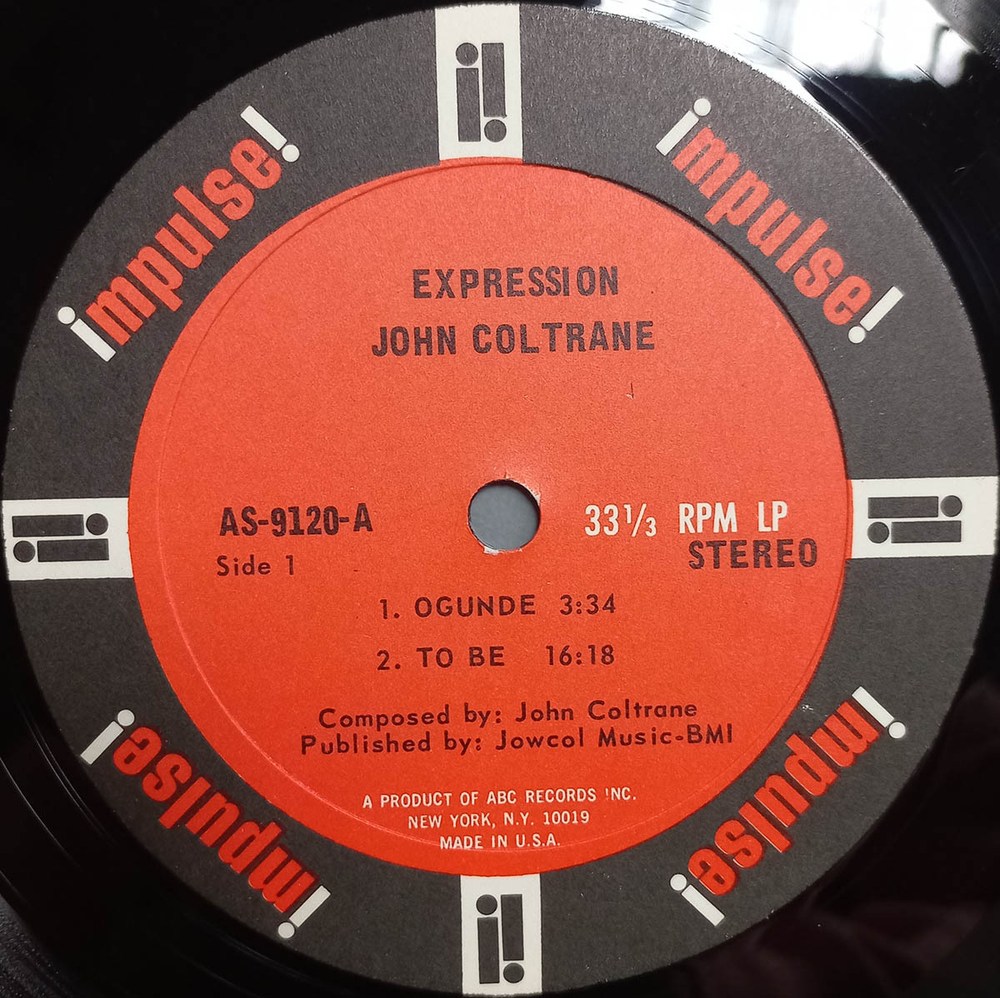 impulse!
impulse!
EXPRESSION
JOHN COLTRANE
AS-9120-A
Side 1
33 1/3 RPM LP
STEREO
1. OGUNDE 3:34
2. TO BE 16:18
Composed by: John Coltrane
Published by: Jowcol Music-BMI
A PRODUCT OF ABC RECORDS INC.
NEW YORK, N.Y. 10019
MADE IN U.S.A.
impulse!
impulse!